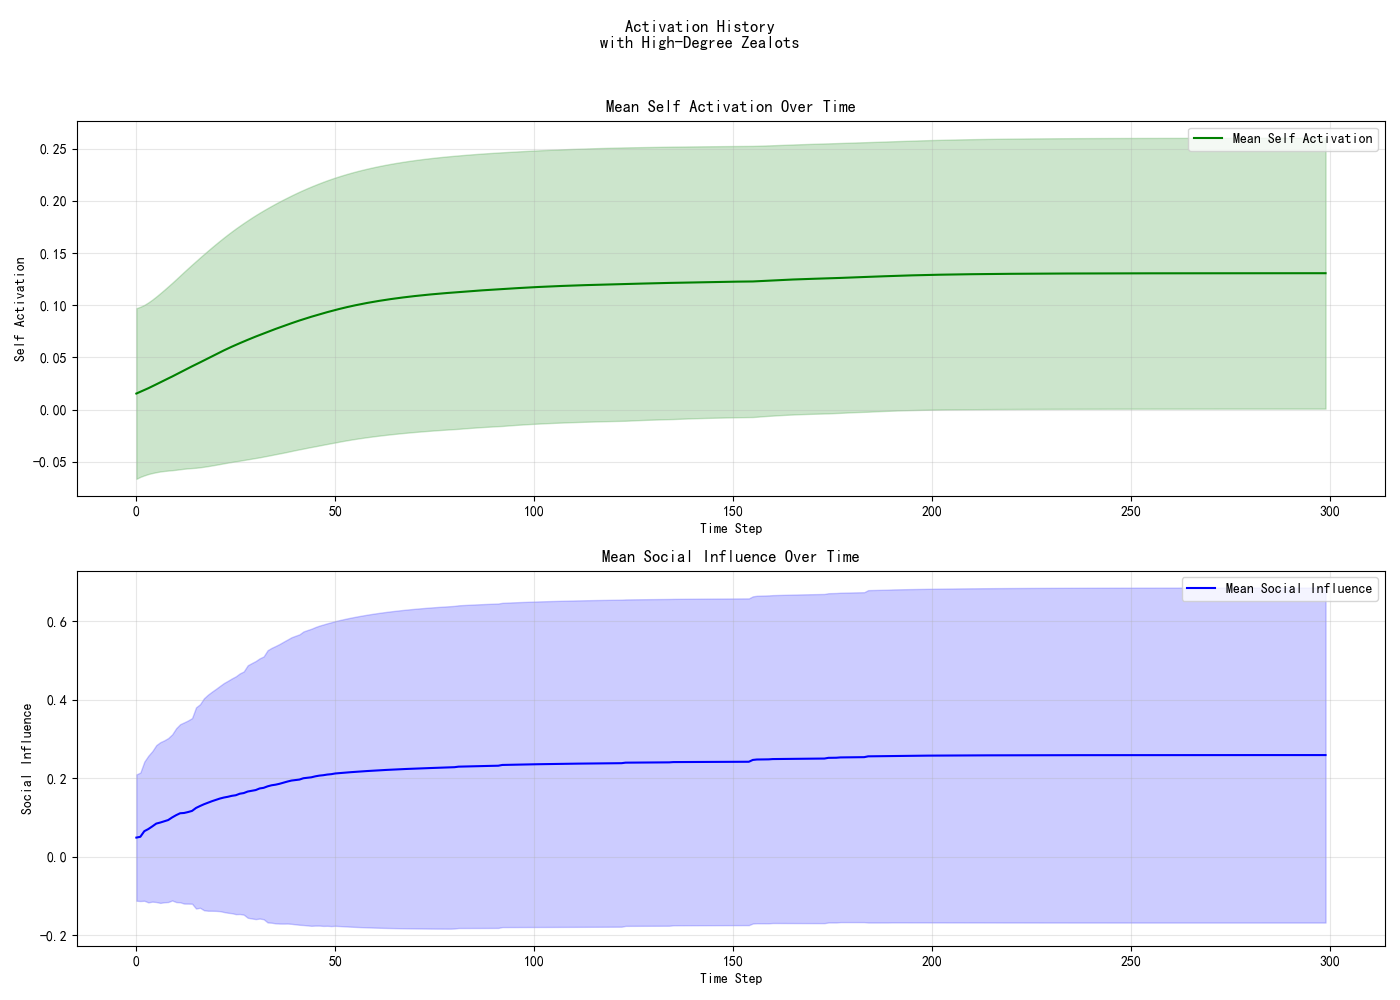 Activation History
with High-Degree Zealots
Mean Self Activation Over Time
Mean Self Activation
Self Activation
0.25
0.20
0.15
0.10
0.05
0.00
-0.05
0 50 100 150 200 250 300
Time Step
Mean Social Influence Over Time
Mean Social Influence
Social Influence
0.6
0.4
0.2
0.0
-0.2
0 50 100 150 200 250 300
Time Step